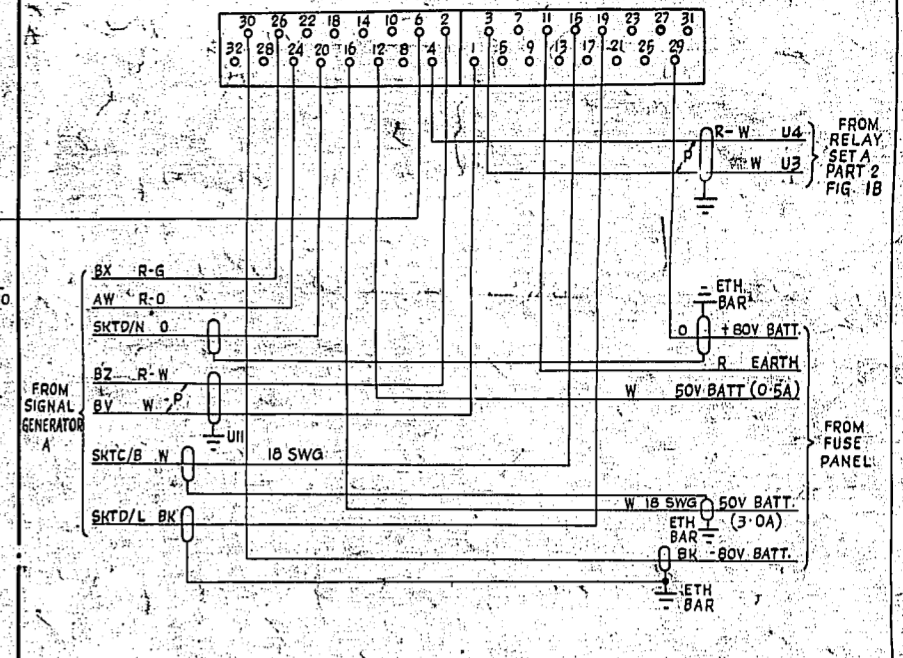 30 26 22 18 14 10 6 2 3 7 11 15 19 23 27 31
32 28 24 20 16 12 8 4 1 5 9 13 17 21 25 29
R-W U4
W U3
FROM
RELAY
SET A
PART 2
FIG. 1B
P
BX R-G
AW R-O
SKTD/N O
BZ R-W
P
BV W
U11
SKTC/B W 18 SWG
SKTD/L BK
FROM
SIGNAL
GENERATOR
A
ETH
BAR
O +80V BATT.
R EARTH
W 50V BATT (0·5A)
W 18 SWG 50V BATT.
(3·0A)
ETH
BAR
BK -80V BATT.
ETH
BAR
FROM
FUSE
PANEL